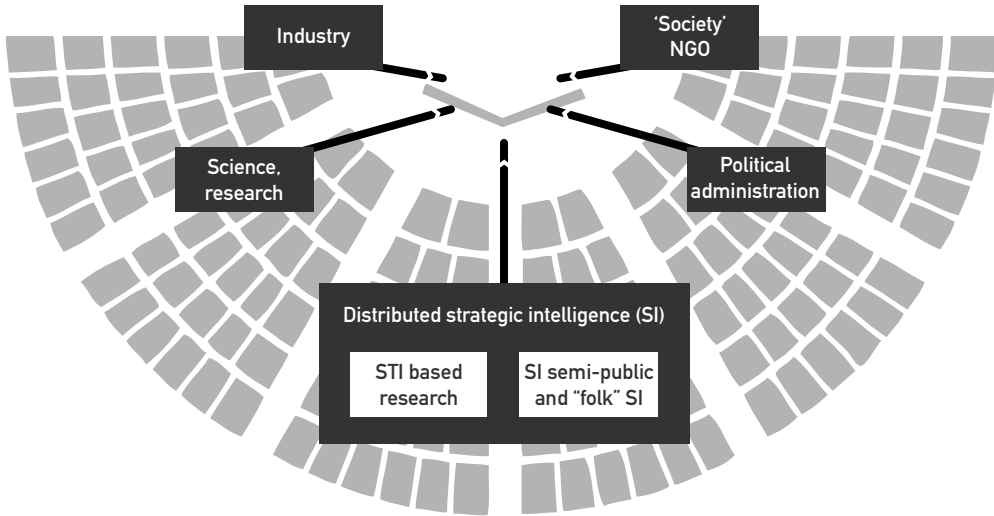 Industry
‘Society’
NGO
Science,
research
Political
administration
Distributed strategic intelligence (SI)
STI based
research
SI semi-public
and “folk” SI